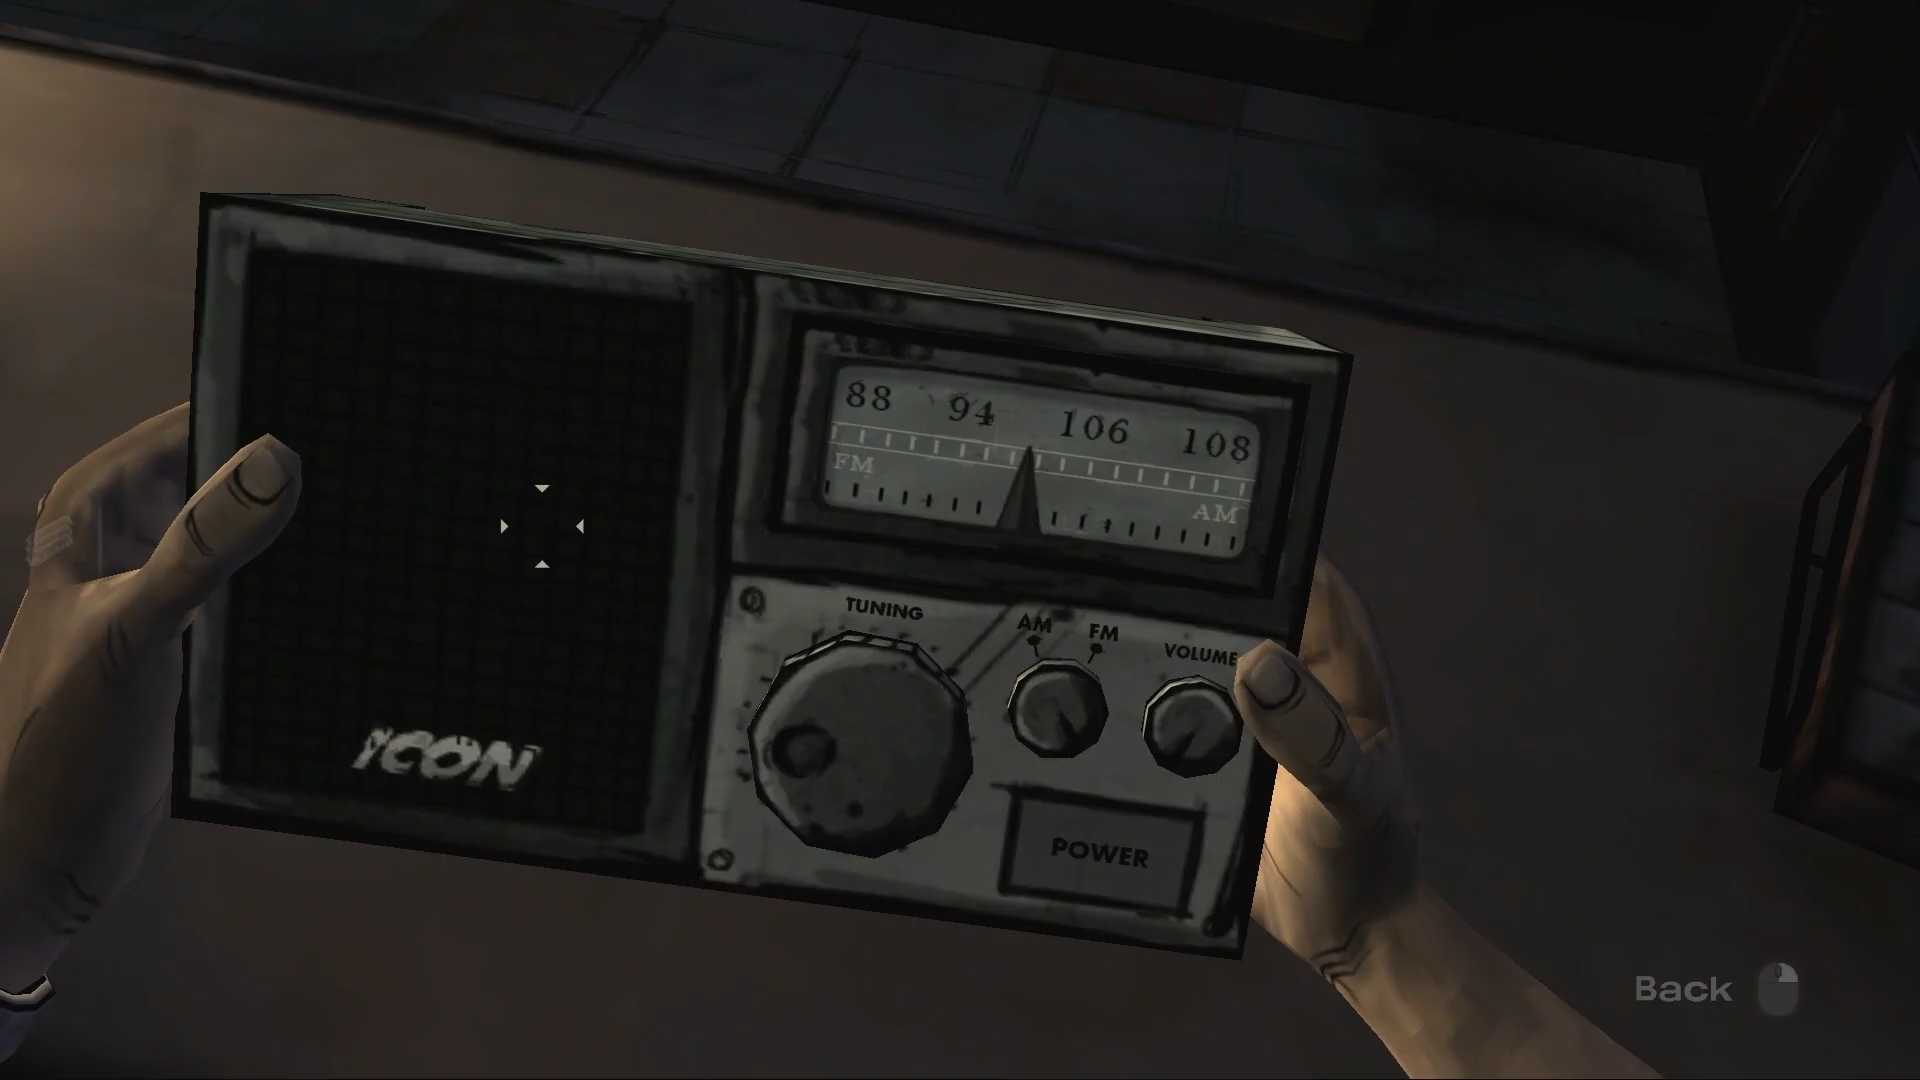 88 94 106 108
FM
AM
TUNING
AM FM
VOLUME
ICON
POWER
Back